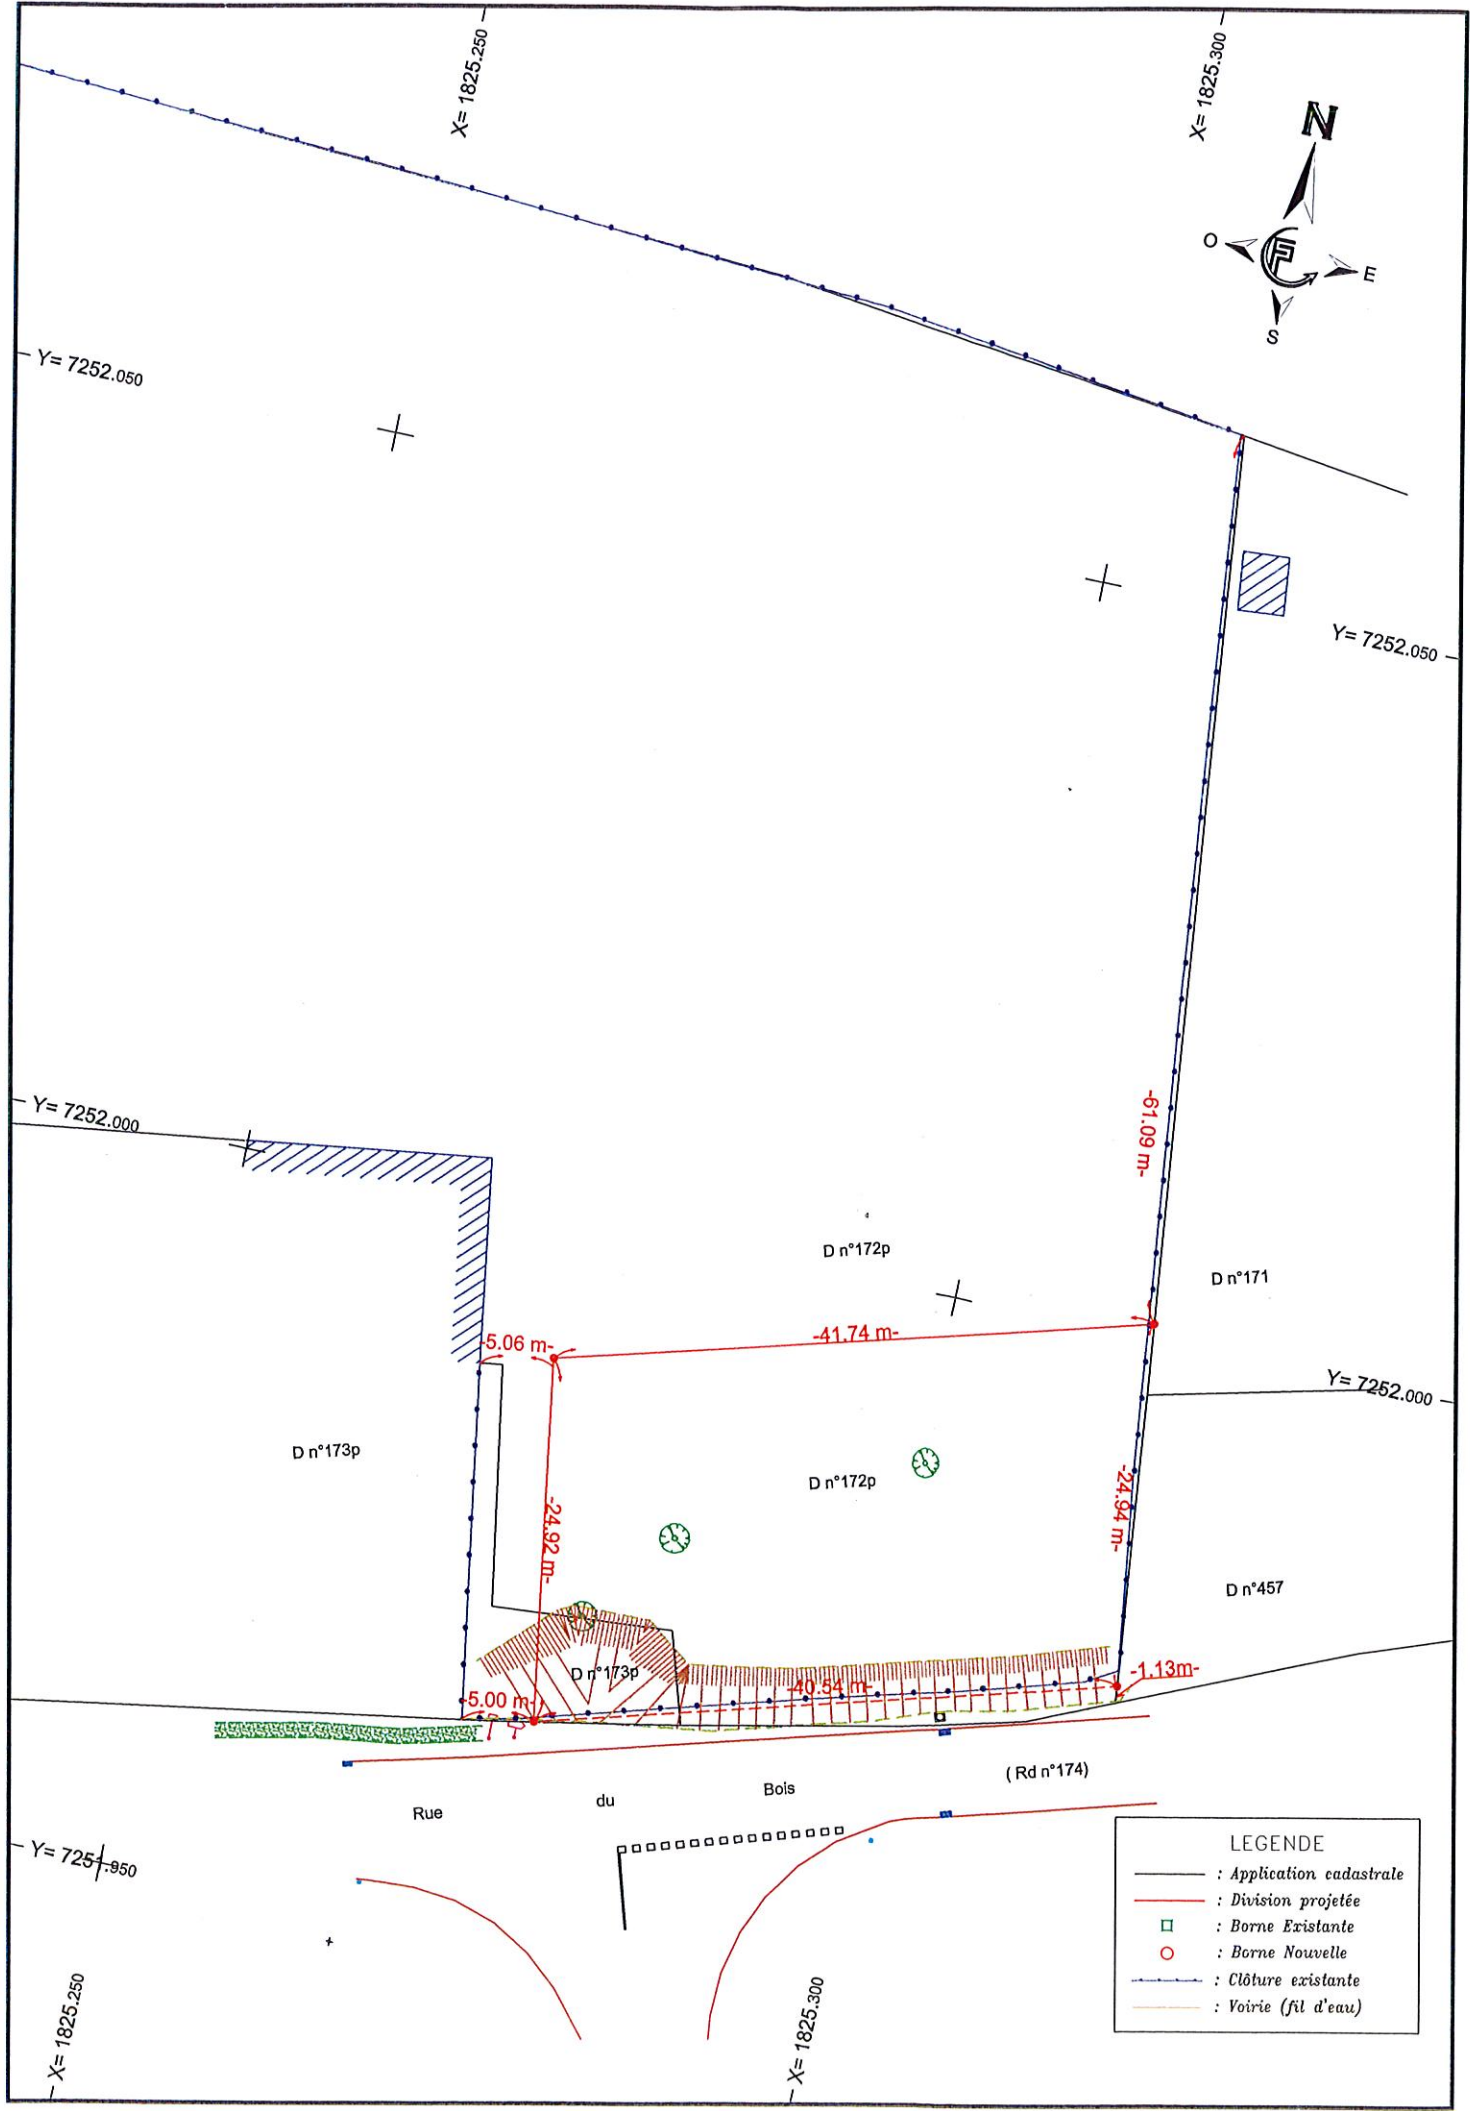 X= 1825.250
X= 1825.300
N
O
E
S
Y= 7252.050
Y= 7252.050
-61.09 m-
Y= 7252.000
D n°172p
D n°171
-5.06 m-
-41.74 m-
Y= 7252.000
D n°173p
D n°172p
-24.92 m-
-24.94 m-
D n°457
D n°173p
-5.00 m-
-40.54 m-
-1.13m-
Rue du Bois ( Rd n°174)
Y= 7251.950
X= 1825.250
X= 1825.300
LEGENDE
: Application cadastrale
: Division projetée
: Borne Existante
: Borne Nouvelle
: Clôture existante
: Voirie (fil d'eau)